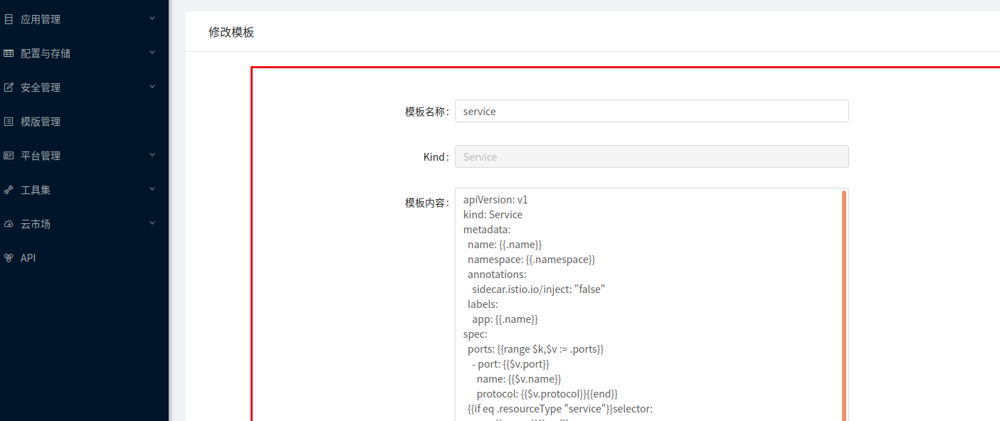 应用管理
配置与存储
安全管理
模版管理
平台管理
工具集
云市场
API
修改模板
模板名称: service
Kind: Service
模板内容: apiVersion: v1
kind: Service
metadata:
  name: {{.name}}
  namespace: {{.namespace}}
  annotations:
    sidecar.istio.io/inject: "false"
  labels:
    app: {{.name}}
spec:
  ports: {{range $k,$v := .ports}}
    - port: {{$v.port}}
      name: {{$v.name}}
      protocol: {{$v.protocol}}{{end}}
  {{if eq .resourceType "service"}}selector: